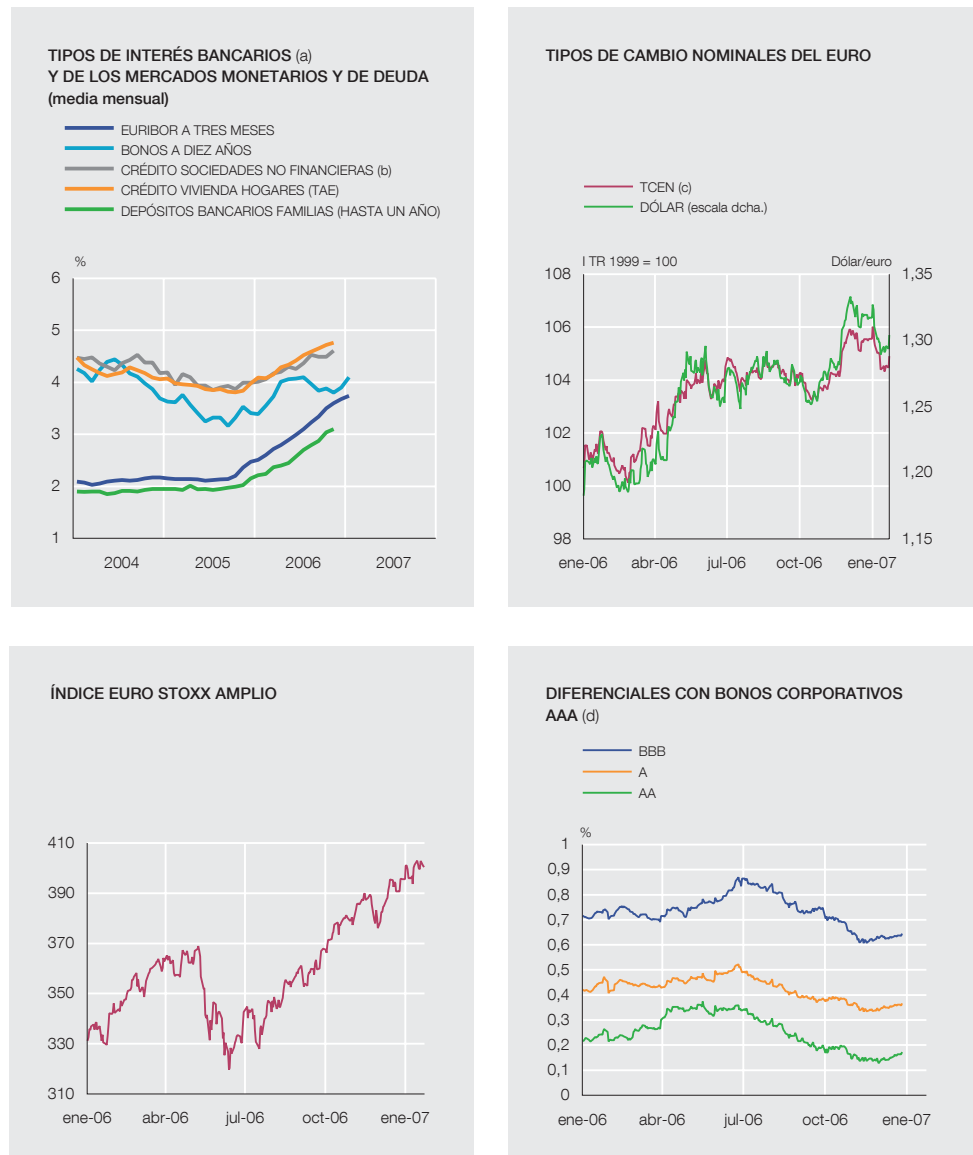 TIPOS DE INTERÉS BANCARIOS (a)
Y DE LOS MERCADOS MONETARIOS Y DE DEUDA
(media mensual)
EURIBOR A TRES MESES
BONOS A DIEZ AÑOS
CRÉDITO SOCIEDADES NO FINANCIERAS (b)
CRÉDITO VIVIENDA HOGARES (TAE)
DEPÓSITOS BANCARIOS FAMILIAS (HASTA UN AÑO)
%
6
5
4
3
2
1
2004 2005 2006 2007
TIPOS DE CAMBIO NOMINALES DEL EURO
TCEN (c)
DÓLAR (escala dcha.)
I TR 1999 = 100 Dólar/euro
108 1,35
106
1,30
104
1,25
102
1,20
100
98 1,15
ene-06 abr-06 jul-06 oct-06 ene-07
ÍNDICE EURO STOXX AMPLIO
410
390
370
350
330
310
ene-06 abr-06 jul-06 oct-06 ene-07
DIFERENCIALES CON BONOS CORPORATIVOS
AAA (d)
BBB
A
AA
%
1
0,9
0,8
0,7
0,6
0,5
0,4
0,3
0,2
0,1
0
ene-06 abr-06 jul-06 oct-06 ene-07